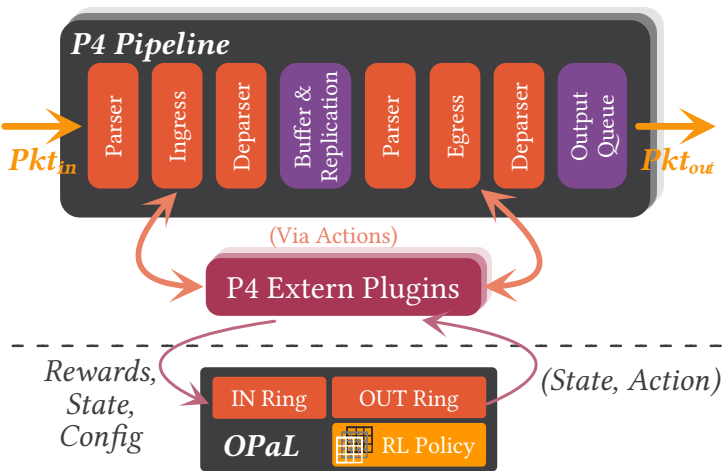 P4 Pipeline
Parser
Ingress
Deparser
Buffer &
Replication
Parser
Egress
Deparser
Output
Queue
Pkt_in
Pkt_out
(Via Actions)
P4 Extern Plugins
Rewards,
State,
Config
IN Ring
OUT Ring
(State, Action)
OPaL
RL Policy